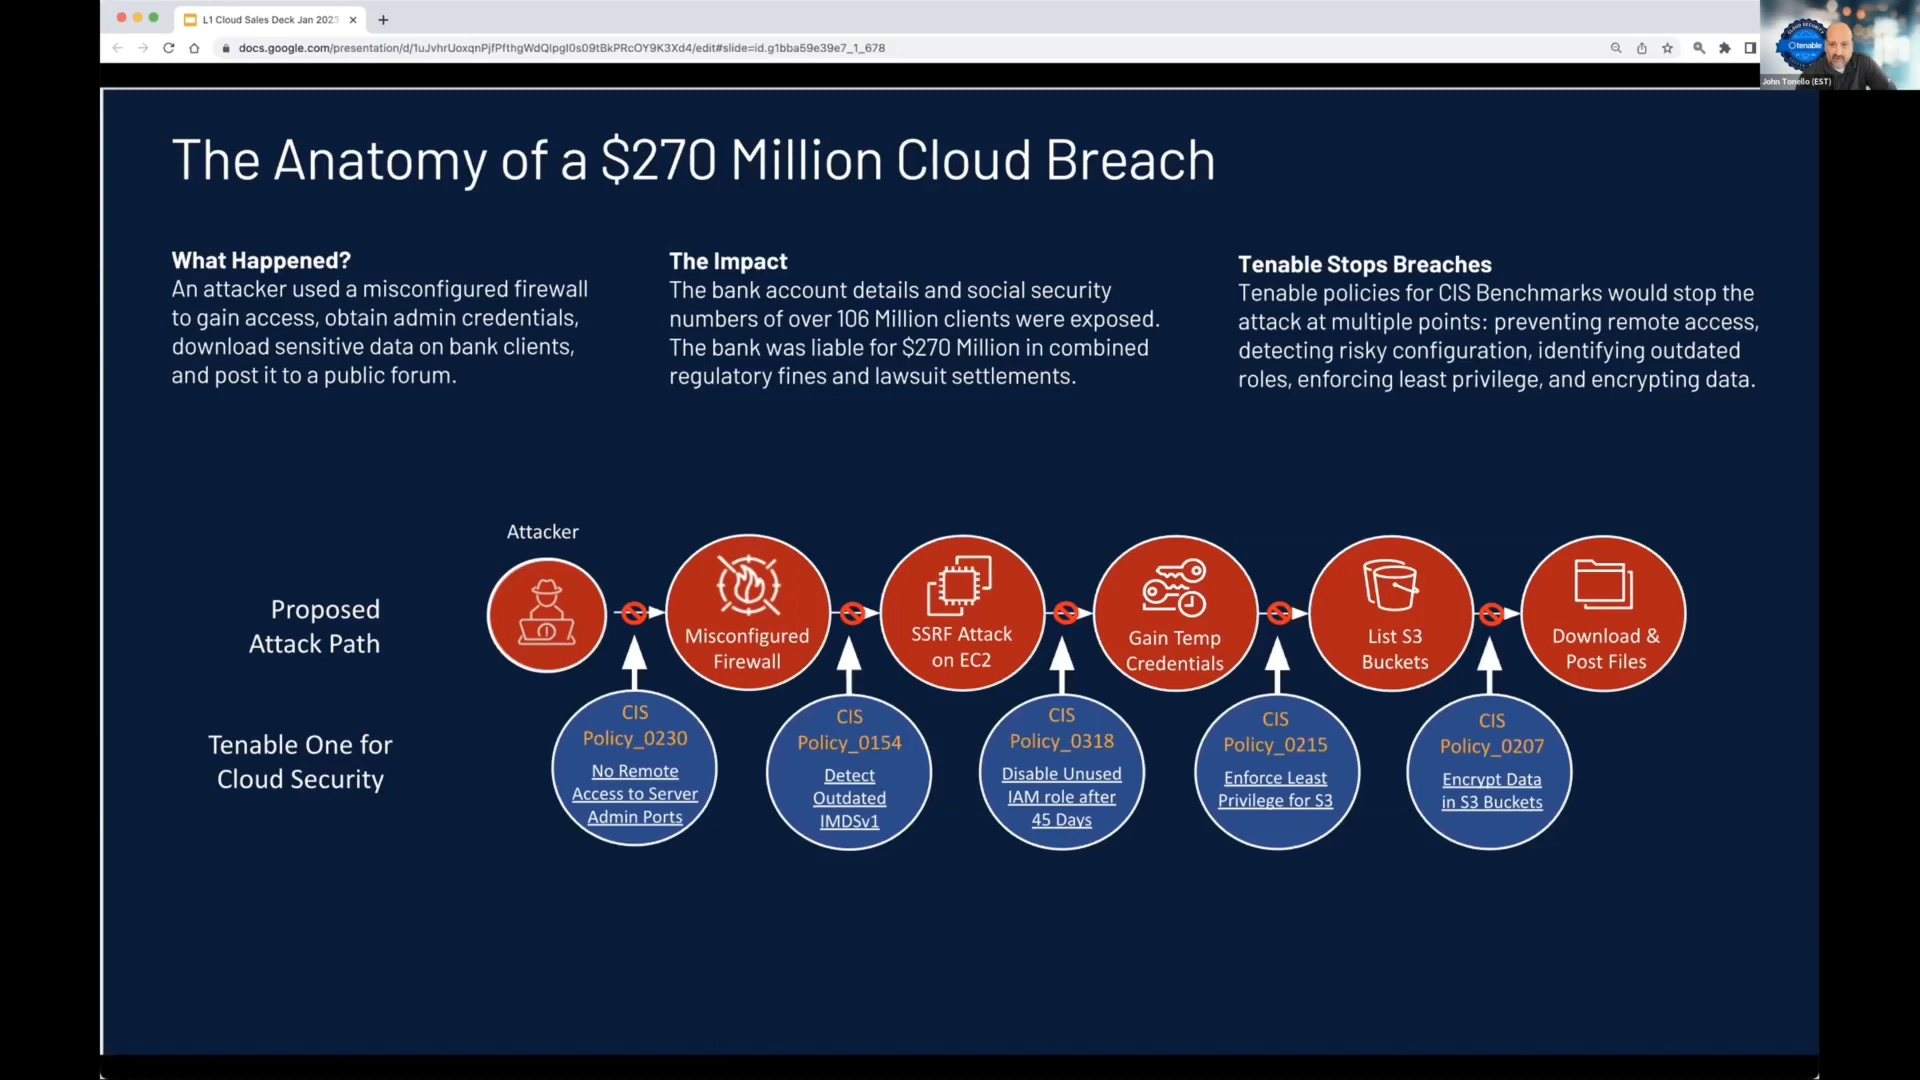 L1 Cloud Sales Deck Jan 2023
docs.google.com/presentation/d/1uJvhrUoxqnPjfPfthgWdQlpgI0s09tBkPRcOY9K3Xd4/edit#slide=id.g1bba59e39e7_1_678
tenable
John Tonello (EST)
The Anatomy of a $270 Million Cloud Breach
What Happened?
An attacker used a misconfigured firewall
to gain access, obtain admin credentials,
download sensitive data on bank clients,
and post it to a public forum.
The Impact
The bank account details and social security
numbers of over 106 Million clients were exposed.
The bank was liable for $270 Million in combined
regulatory fines and lawsuit settlements.
Tenable Stops Breaches
Tenable policies for CIS Benchmarks would stop the
attack at multiple points: preventing remote access,
detecting risky configuration, identifying outdated
roles, enforcing least privilege, and encrypting data.
Proposed
Attack Path
Attacker
Misconfigured
Firewall
SSRF Attack
on EC2
Gain Temp
Credentials
List S3
Buckets
Download &
Post Files
Tenable One for
Cloud Security
CIS
Policy_0230
No Remote
Access to Server
Admin Ports
CIS
Policy_0154
Detect
Outdated
IMDSv1
CIS
Policy_0318
Disable Unused
IAM role after
45 Days
CIS
Policy_0215
Enforce Least
Privilege for S3
CIS
Policy_0207
Encrypt Data
in S3 Buckets